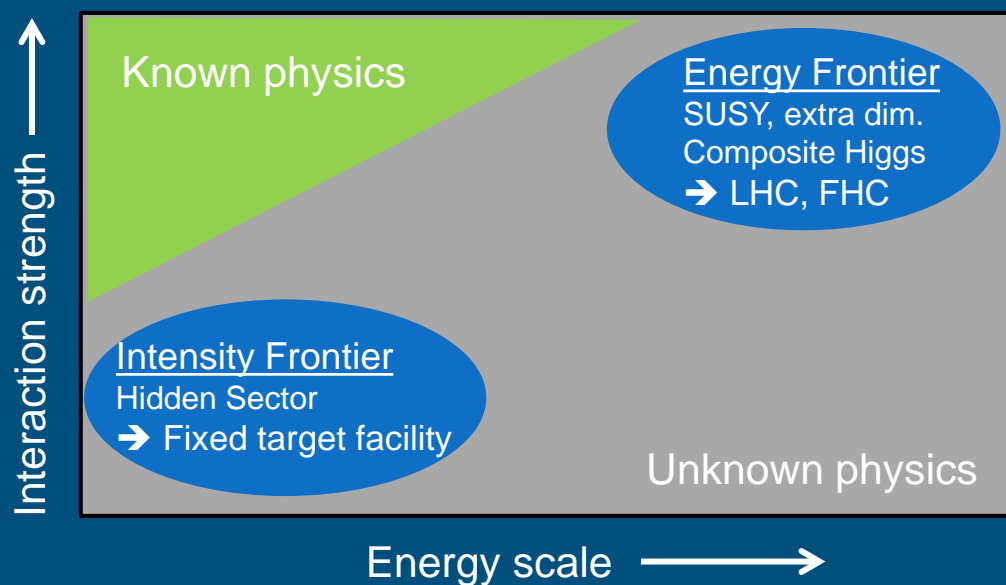 Known physics
Energy Frontier
SUSY, extra dim.
Composite Higgs
➔ LHC, FHC
Interaction strength
Intensity Frontier
Hidden Sector
➔ Fixed target facility
Unknown physics
Energy scale